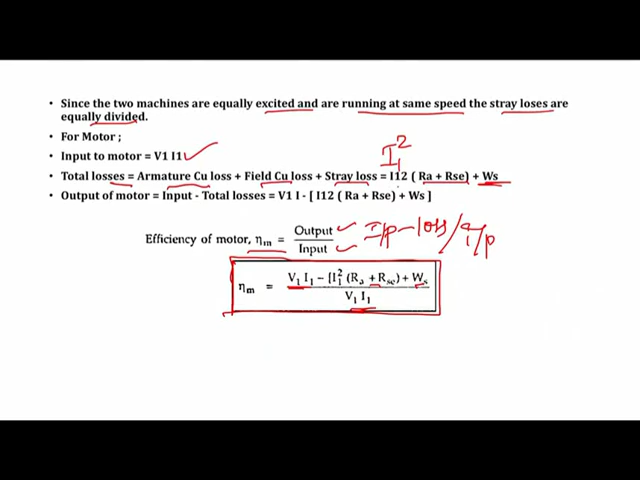 • Since the two machines are equally excited and are running at same speed the stray loses are
equally divided.
• For Motor ;
• Input to motor = V1 I1
I₁²
• Total losses = Armature Cu loss + Field Cu loss + Stray loss = I12 ( Ra + Rse) + Ws
• Output of motor = Input - Total losses = V1 I - [ I12 ( Ra + Rse) + Ws ]
Efficiency of motor, ηm = Output / Input
I/p - loss / I/p
ηm = V₁ I₁ − [I₁² (Ra + Rse) + Ws / V₁ I₁